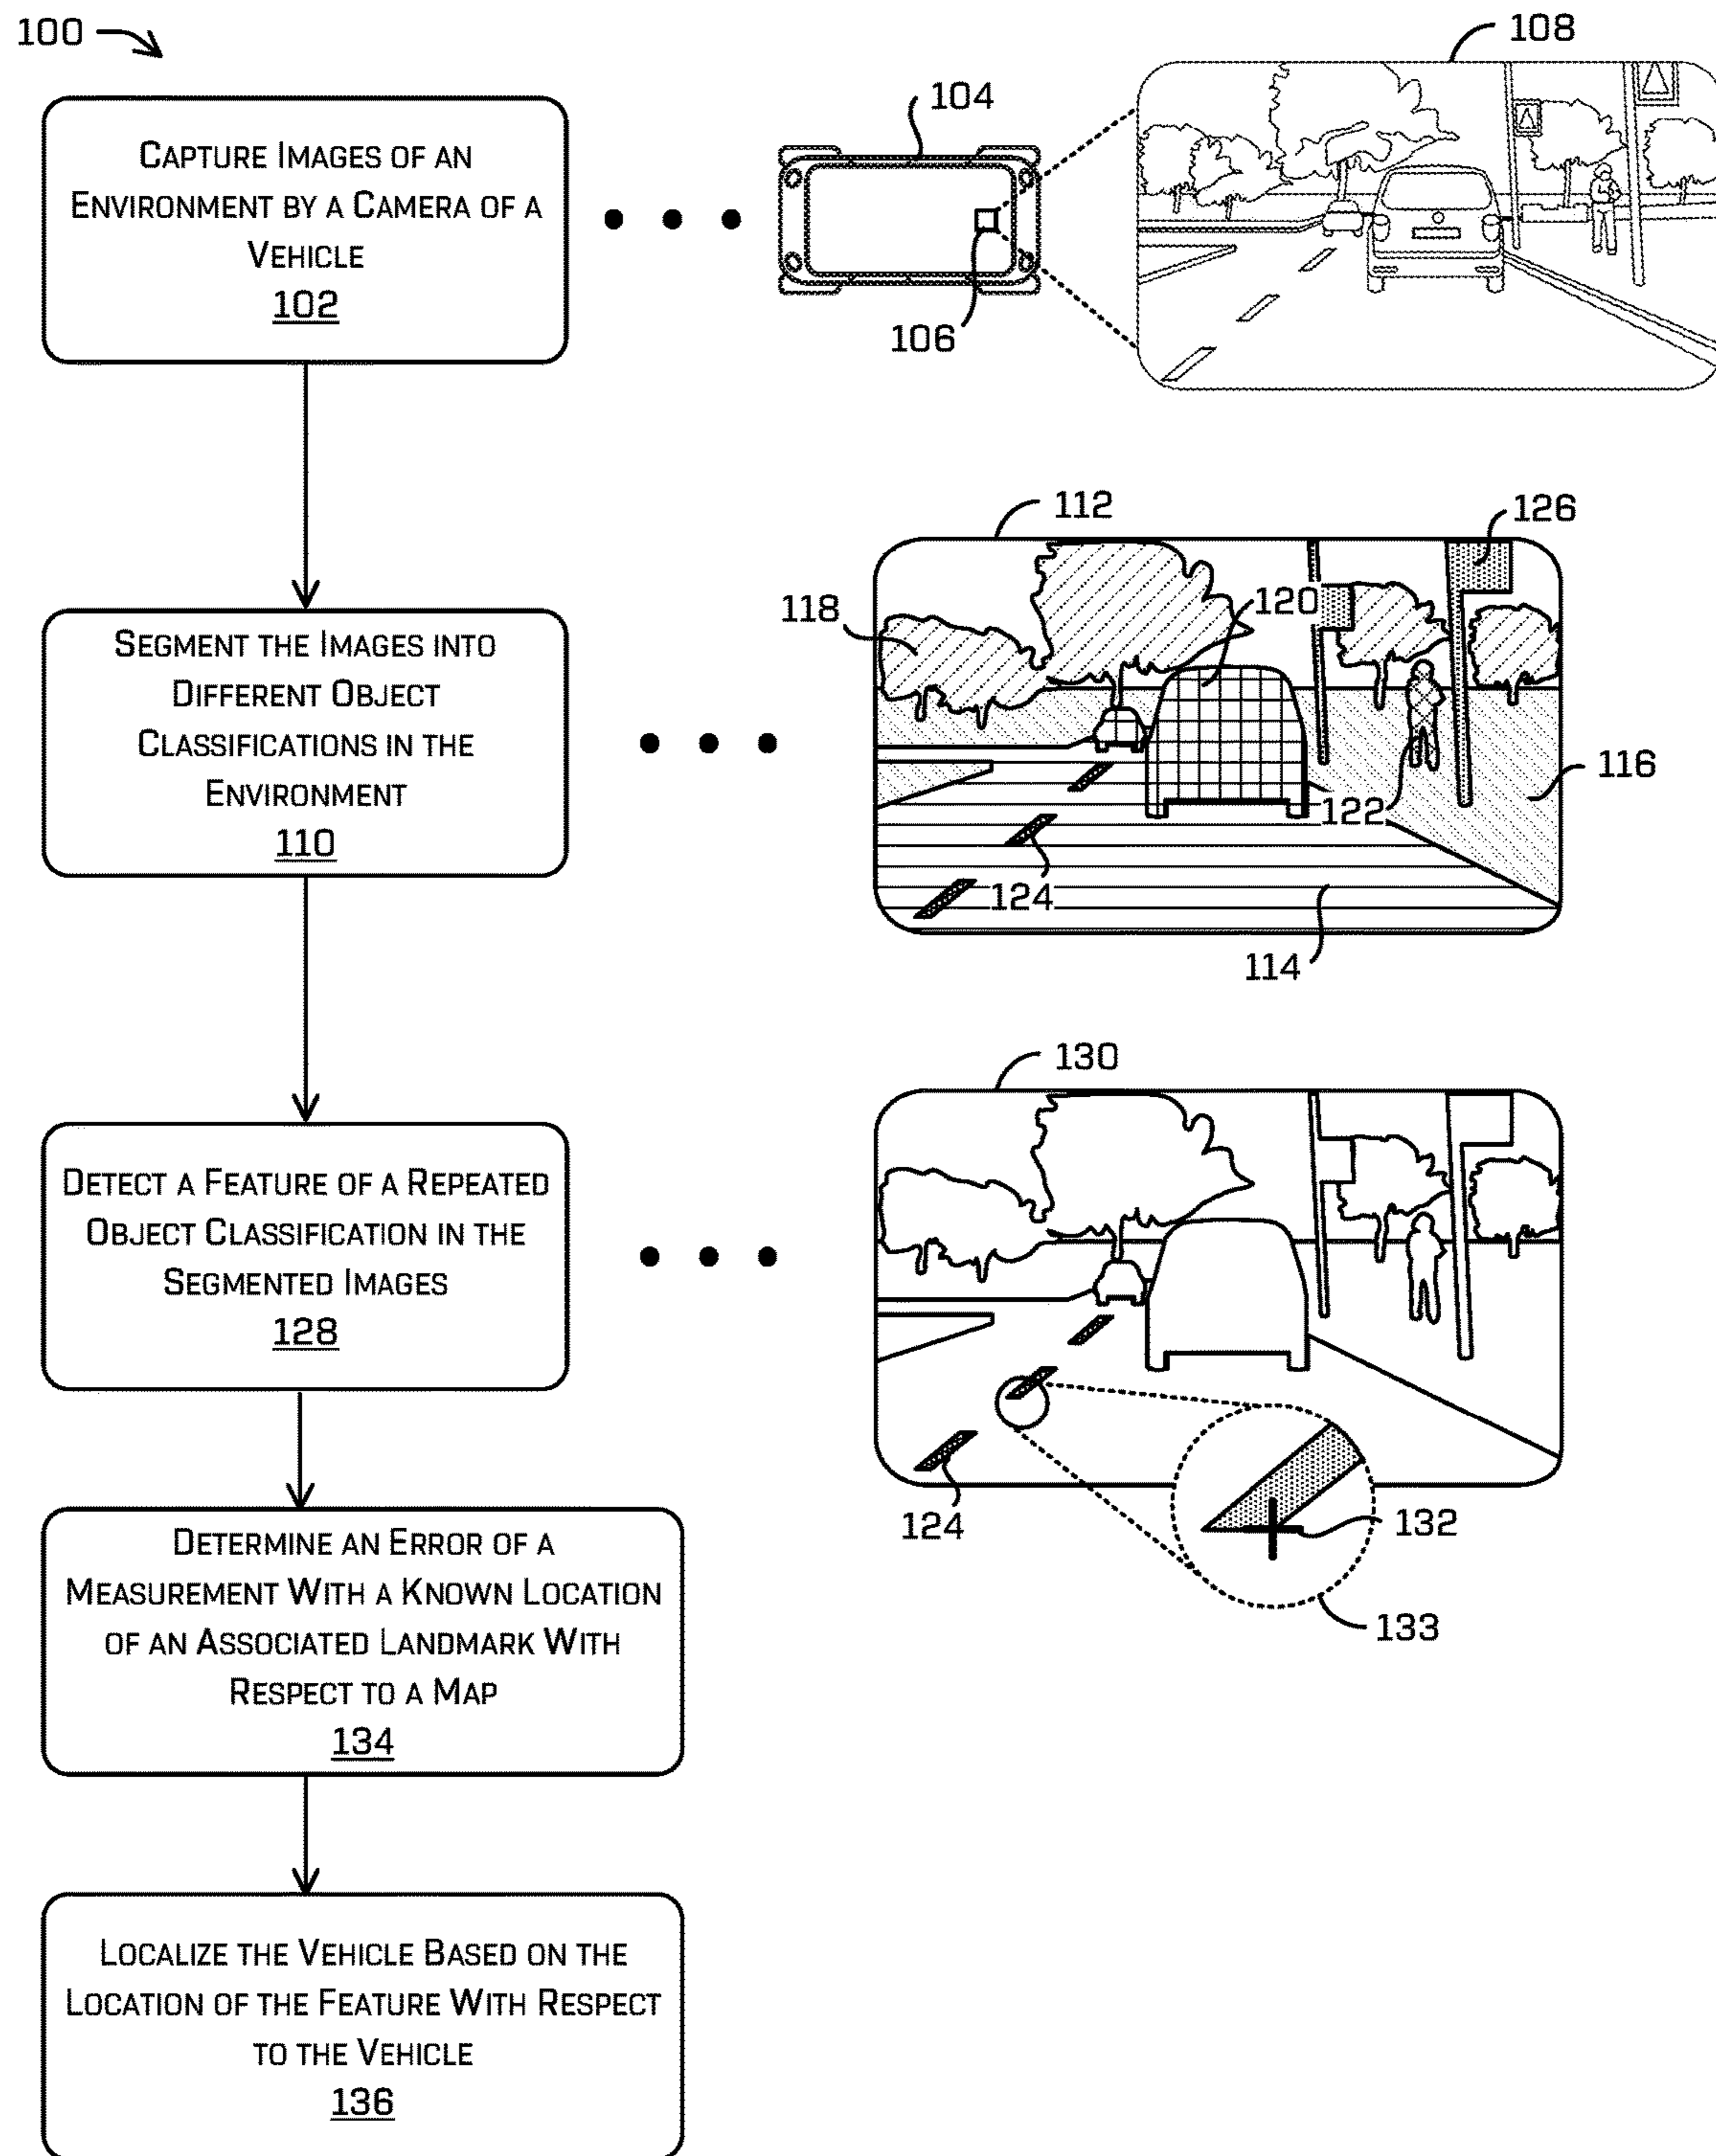 100
108
104
CAPTURE IMAGES OF AN
ENVIRONMENT BY A CAMERA OF A
VEHICLE
102
106
112
126
118
120
SEGMENT THE IMAGES INTO
DIFFERENT OBJECT
CLASSIFICATIONS IN THE
ENVIRONMENT
110
116
122
124
114
130
DETECT A FEATURE OF A REPEATED
OBJECT CLASSIFICATION IN THE
SEGMENTED IMAGES
128
124
132
133
DETERMINE AN ERROR OF A
MEASUREMENT WITH A KNOWN LOCATION
OF AN ASSOCIATED LANDMARK WITH
RESPECT TO A MAP
134
LOCALIZE THE VEHICLE BASED ON THE
LOCATION OF THE FEATURE WITH RESPECT
TO THE VEHICLE
136